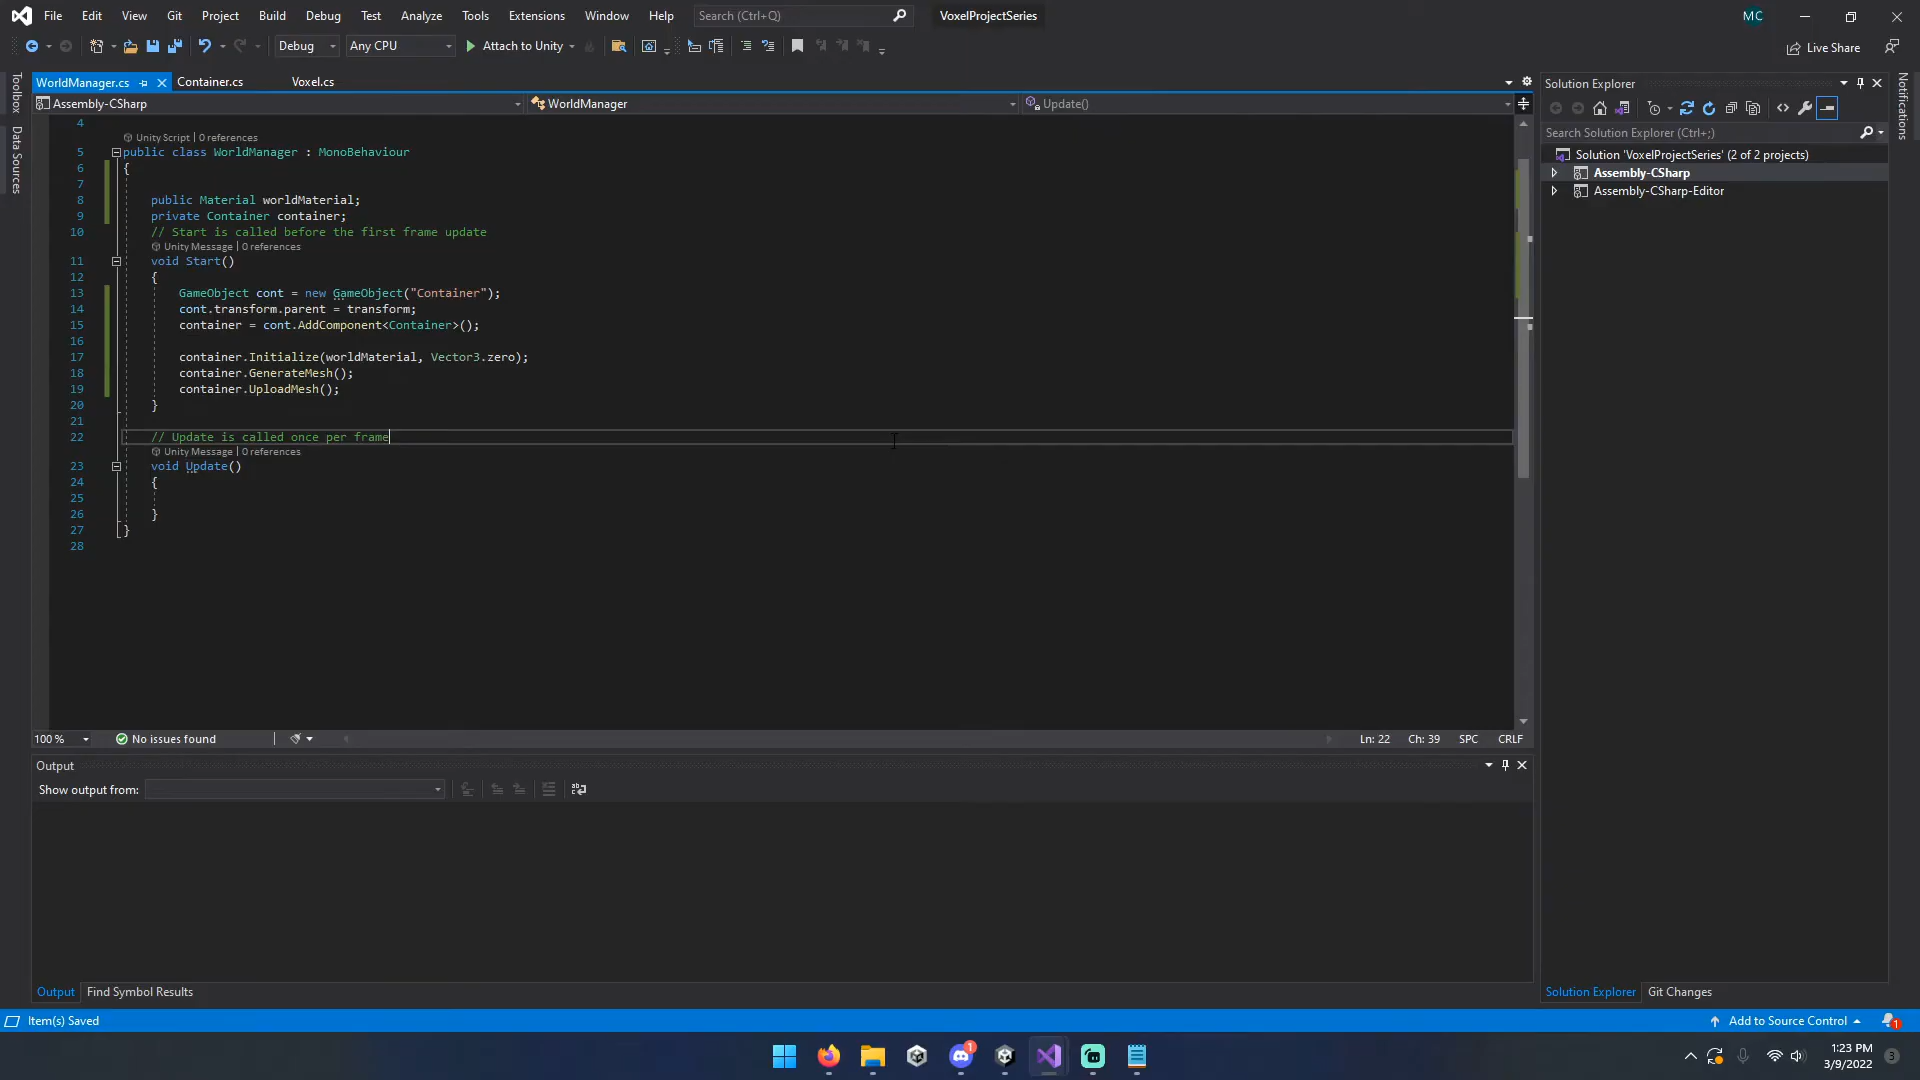 File Edit View Git Project Build Debug Test Analyze Tools Extensions Window Help Search (Ctrl+Q) VoxelProjectSeries MC
Debug Any CPU Attach to Unity Live Share
Toolbox
Data Sources
WorldManager.cs Container.cs Voxel.cs
Assembly-CSharp WorldManager Update()
4
Unity Script | 0 references
5 public class WorldManager : MonoBehaviour
6 {
7
8 public Material worldMaterial;
9 private Container container;
10 // Start is called before the first frame update
Unity Message | 0 references
11 void Start()
12 {
13 GameObject cont = new GameObject("Container");
14 cont.transform.parent = transform;
15 container = cont.AddComponent<Container>();
16
17 container.Initialize(worldMaterial, Vector3.zero);
18 container.GenerateMesh();
19 container.UploadMesh();
20 }
21
22 // Update is called once per frame
Unity Message | 0 references
23 void Update()
24 {
25
26 }
27 }
28
100 % No issues found Ln: 22 Ch: 39 SPC CRLF
Output
Show output from:
Output Find Symbol Results
Solution Explorer
Search Solution Explorer (Ctrl+;)
Solution 'VoxelProjectSeries' (2 of 2 projects)
Assembly-CSharp
Assembly-CSharp-Editor
Solution Explorer Git Changes
Notifications
Item(s) Saved Add to Source Control 1
1
1:23 PM
3/9/2022
3